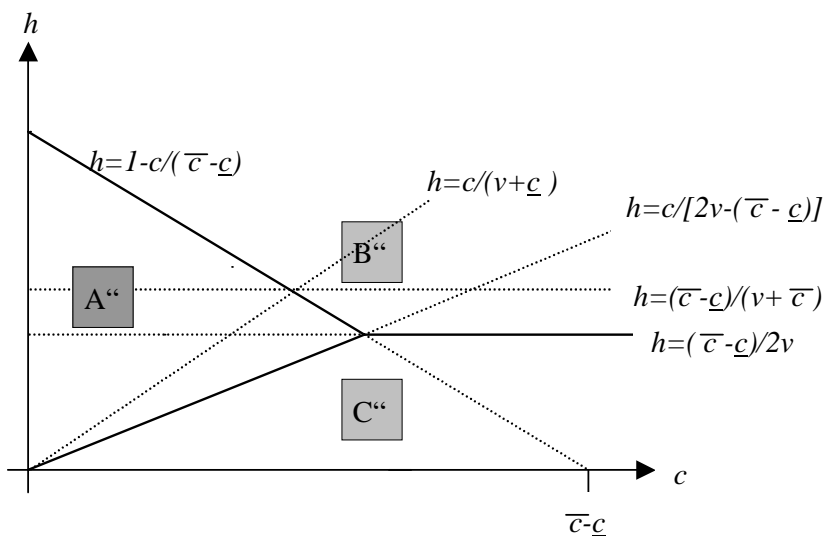 h
h=1-c/( c̅ -c̲)
h=c/(v+c̲ )
h=c/[2v-(c̅ - c̲)]
B“
A“
h=(c̅-c̲)/(v+ c̅ )
h=(c̅-c̲)/2v
C“
c
c̅-c̲